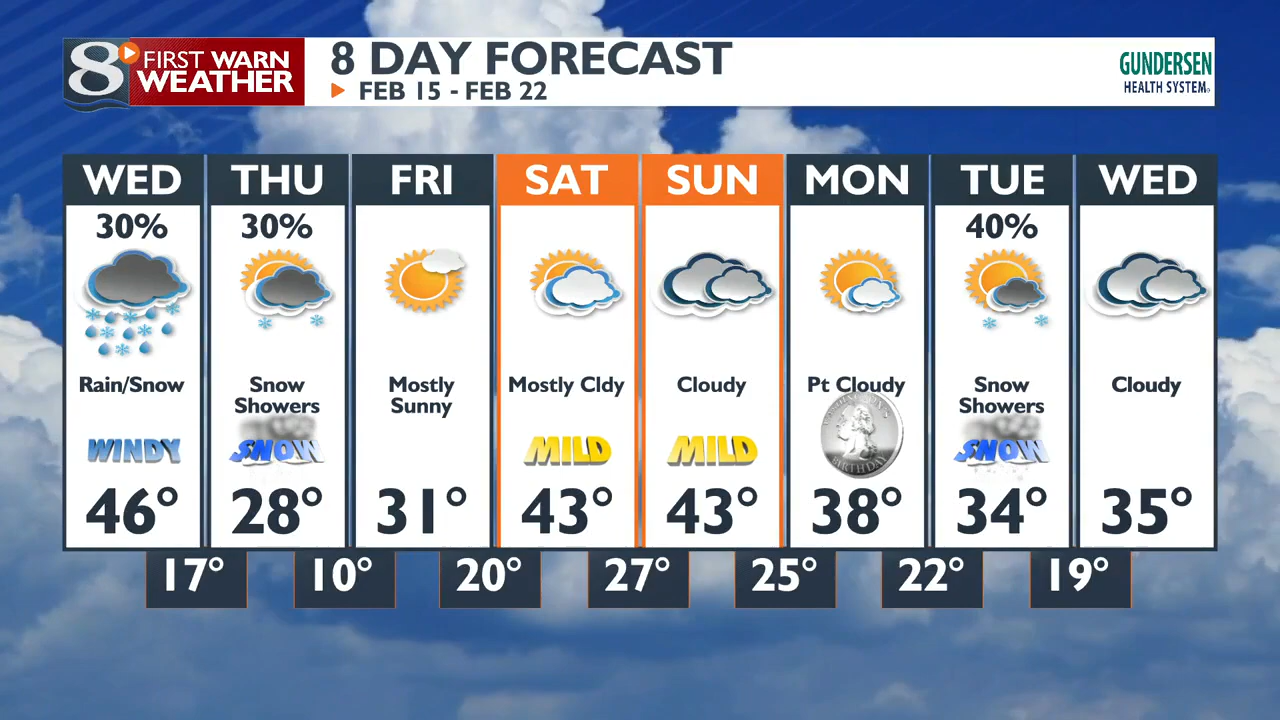 8
FIRST WARN
WEATHER
8 DAY FORECAST
FEB 15 - FEB 22
GUNDERSEN
HEALTH SYSTEM
WED
30%
Rain/Snow
WINDY
46°
THU
30%
Snow
Showers
SNOW
28°
FRI
Mostly
Sunny
31°
SAT
Mostly Cldy
MILD
43°
SUN
Cloudy
MILD
43°
MON
Pt Cloudy
BIRTHDAY
38°
TUE
40%
Snow
Showers
SNOW
34°
WED
Cloudy
35°
17°
10°
20°
27°
25°
22°
19°